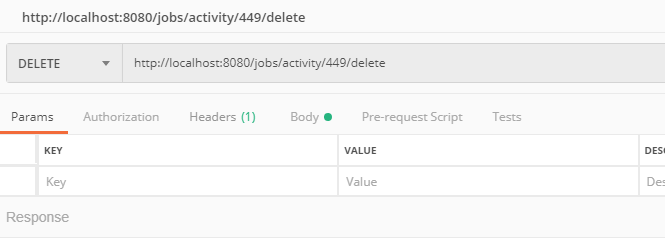 http://localhost:8080/jobs/activity/449/delete
DELETE http://localhost:8080/jobs/activity/449/delete
Params Authorization Headers (1) Body Pre-request Script Tests
KEY VALUE DESC
Key Value Des
Response